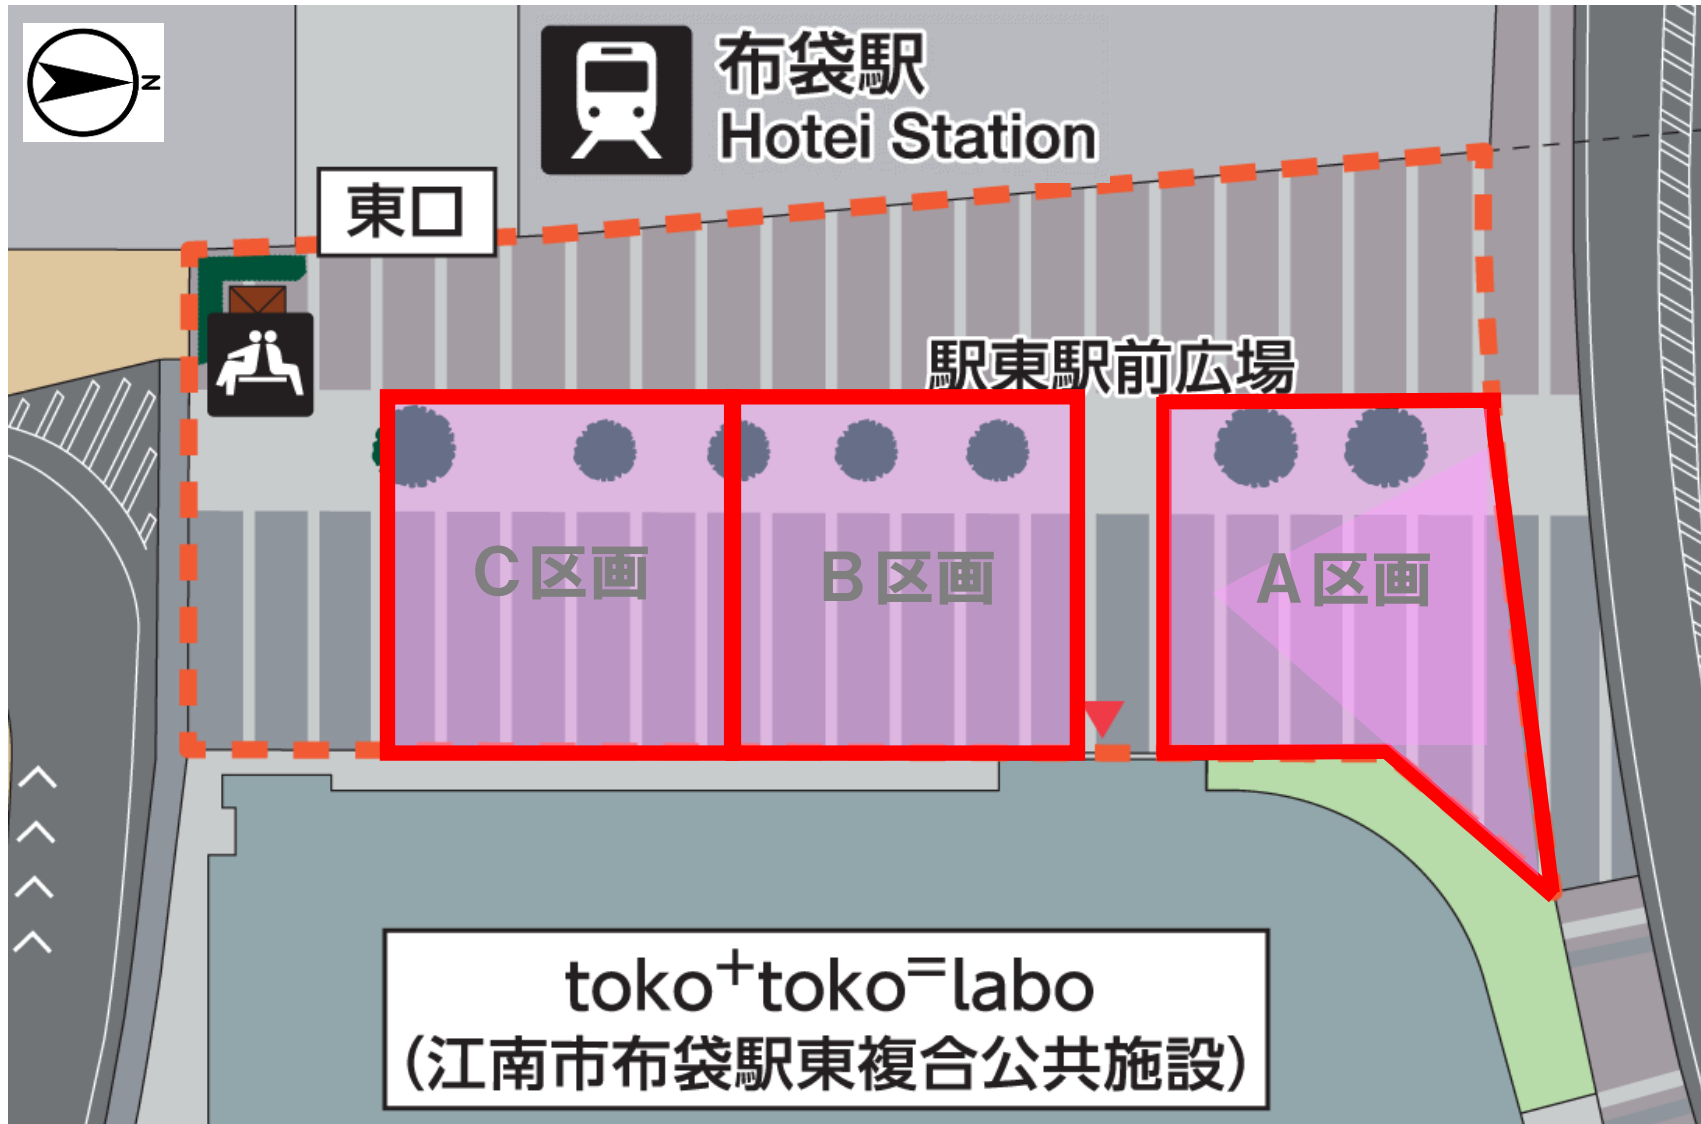 N
布袋駅
Hotei Station
東口
駅東駅前広場
C区画
B区画
A区画
toko+toko=labo
（江南市布袋駅東複合公共施設）